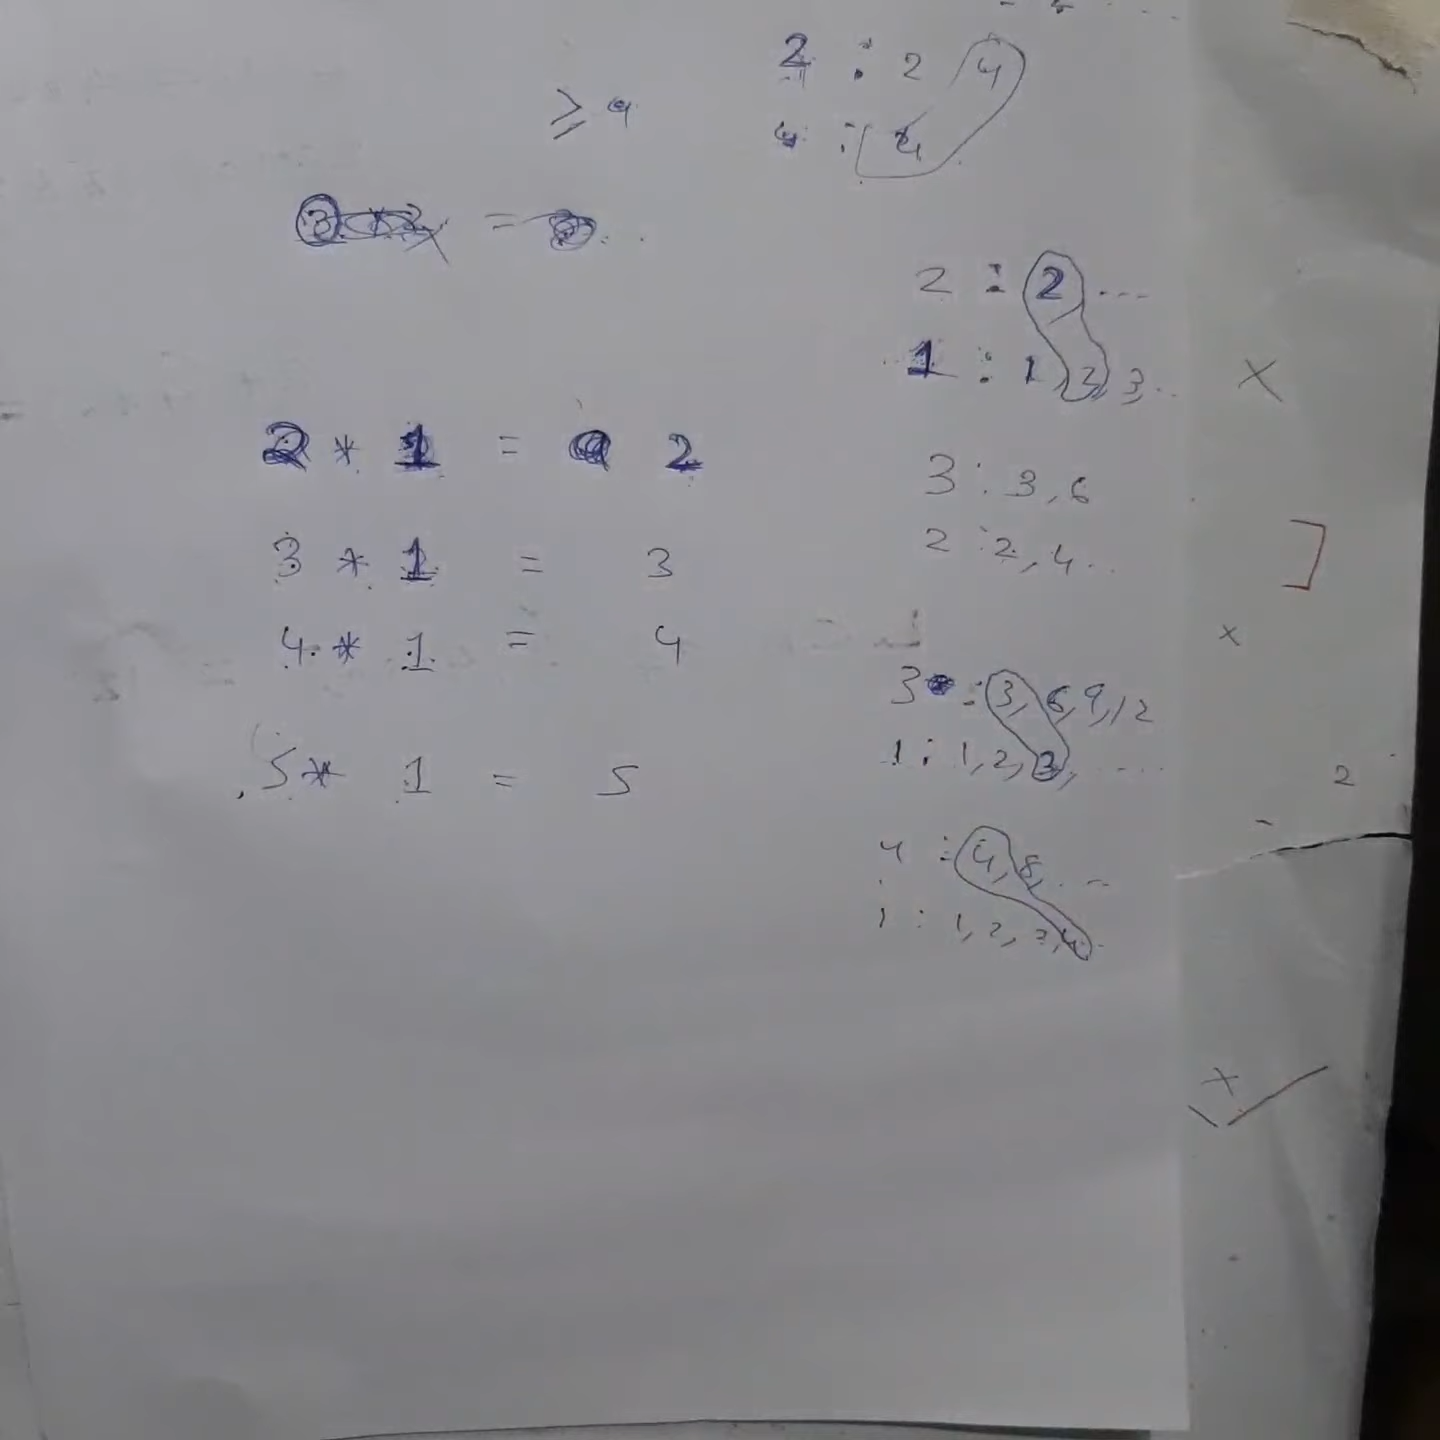 2 : 2 4
≥ 9
4 : 4
=
2 : 2 ...
1 : 1, 2, 3, ..
x
2 * 1 = 2
3 : 3, 6
3 * 1 = 3
2 : 2, 4 ..
]
4 * 1 = 4
x
3 : 3, 6, 9, 12
1 : 1, 2, 3, ....
5 * 1 = 5
2
4 : 4, 8, ...
1 : 1, 2, 3, 4
x